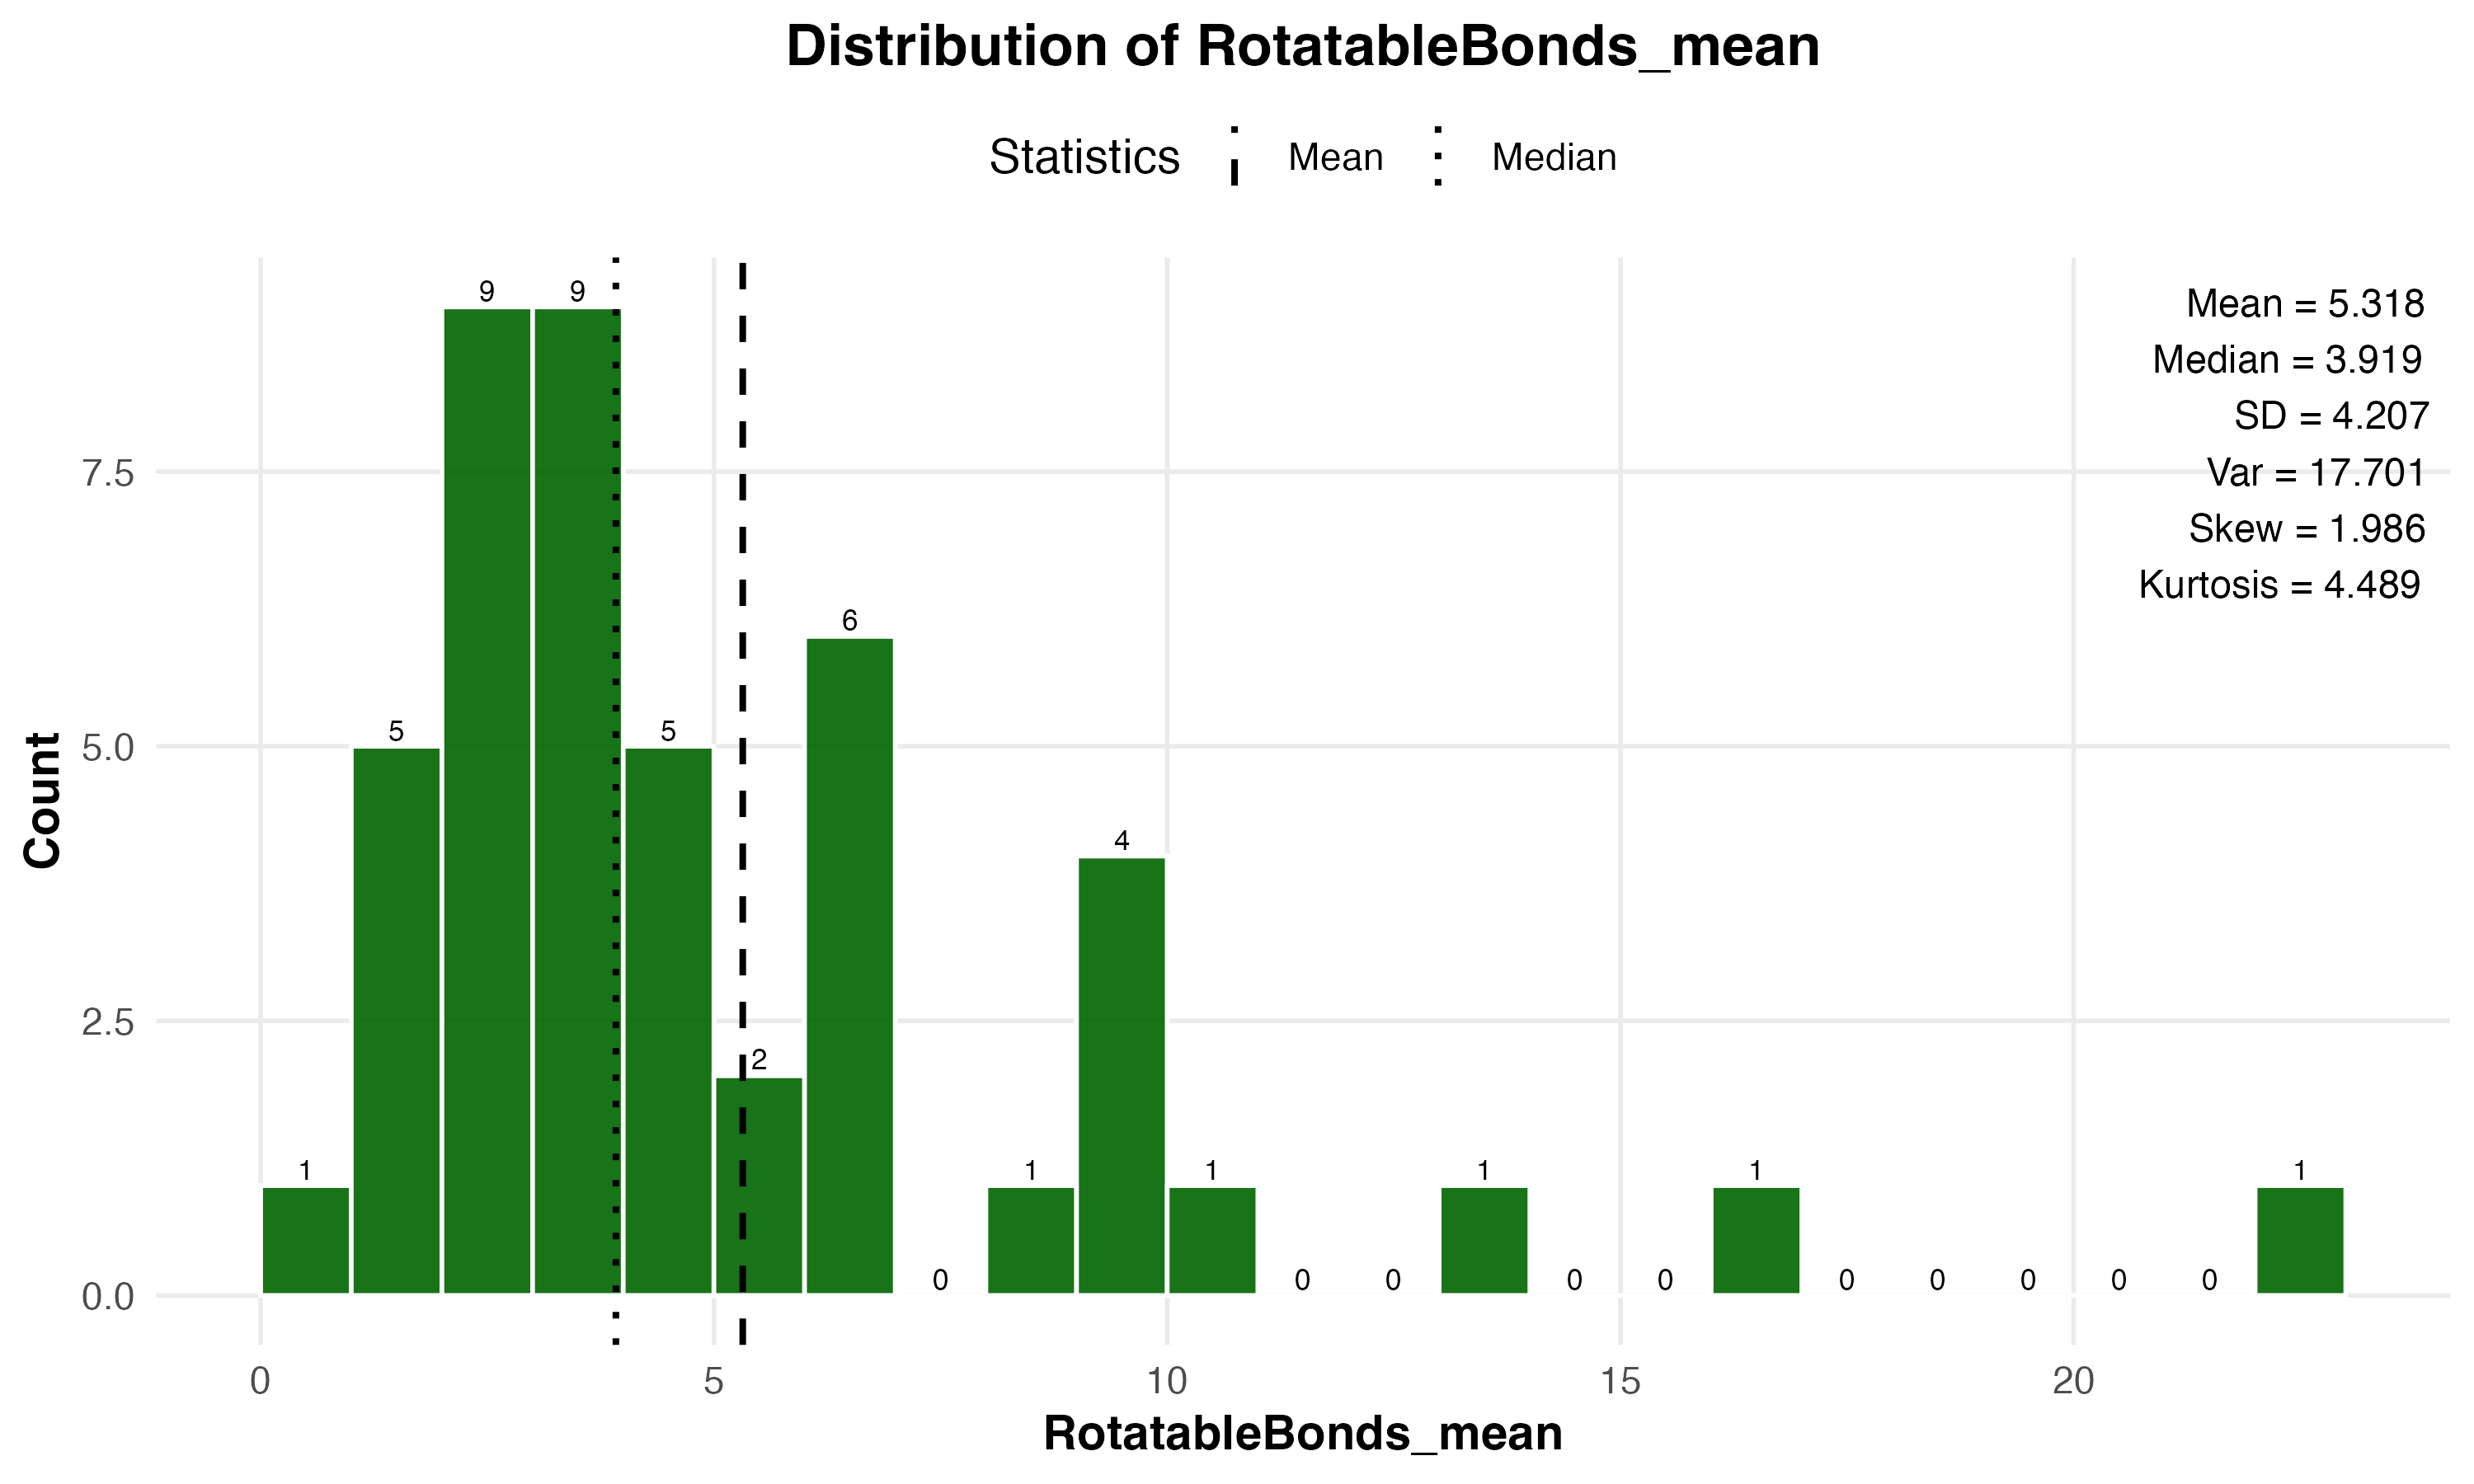 Distribution of RotatableBonds_mean
Statistics Mean Median
Mean = 5.318
Median = 3.919
SD = 4.207
Var = 17.701
Skew = 1.986
Kurtosis = 4.489
Count
7.5
5.0
2.5
0.0
1 5 9 9 5 2 6 0 1 4 1 0 0 1 0 0 1 0 0 0 0 0 1
0 5 10 15 20
RotatableBonds_mean